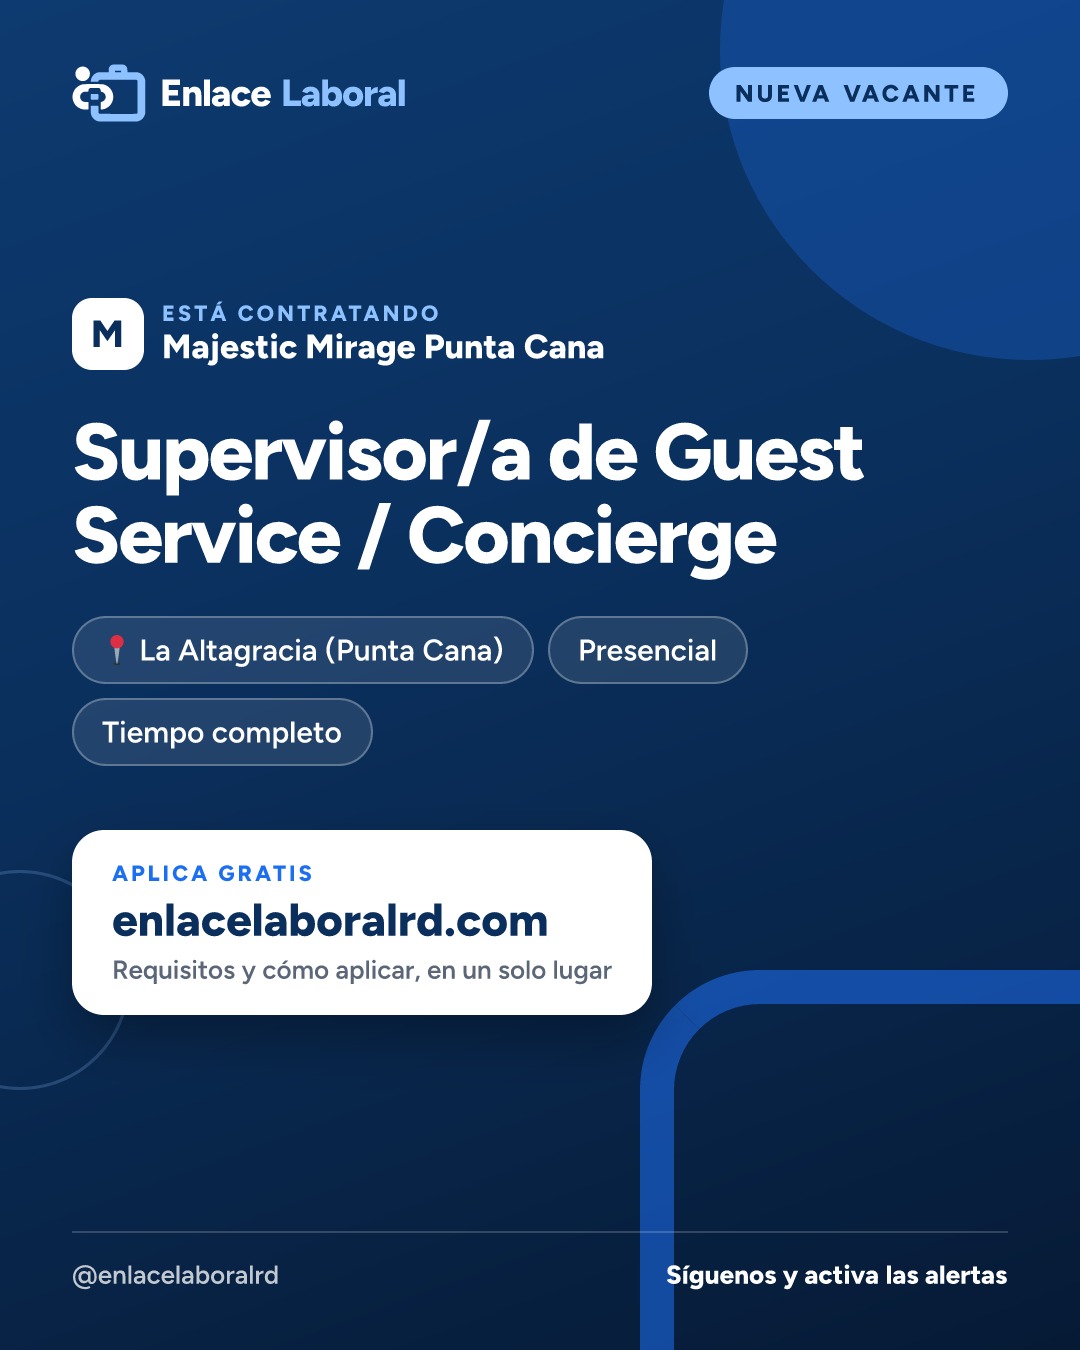 Enlace Laboral
NUEVA VACANTE
M
ESTÁ CONTRATANDO
Majestic Mirage Punta Cana
Supervisor/a de Guest
Service / Concierge
📍 La Altagracia (Punta Cana)
Presencial
Tiempo completo
APLICA GRATIS
enlacelaboralrd.com
Requisitos y cómo aplicar, en un solo lugar
@enlacelaboralrd
Síguenos y activa las alertas